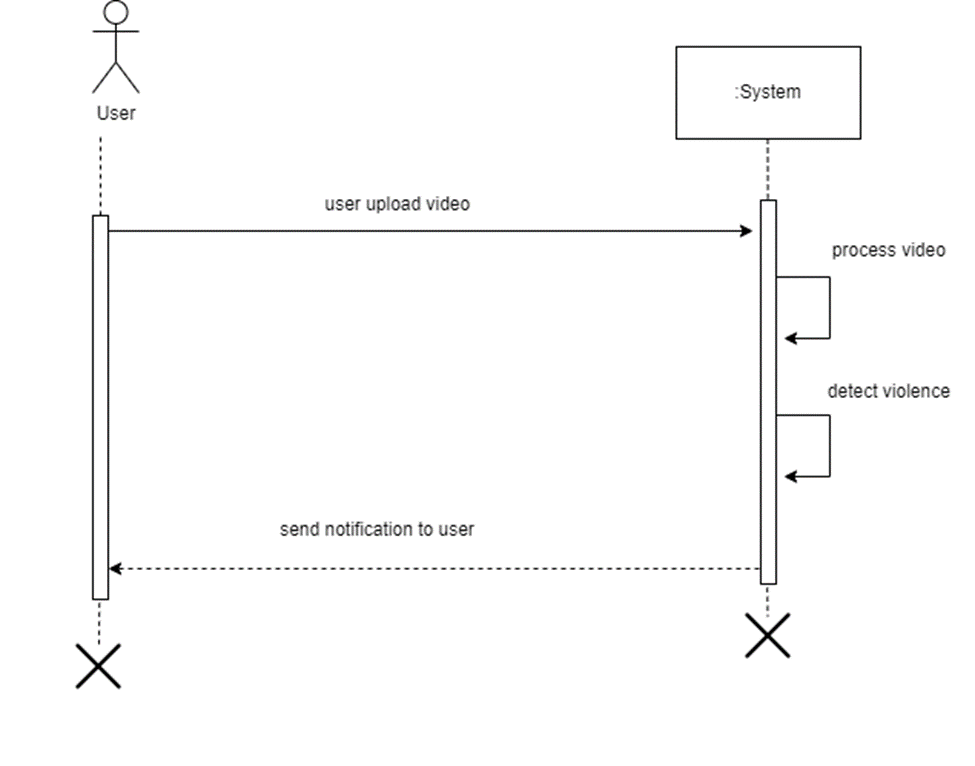 User
:System
user upload video
process video
detect violence
send notification to user